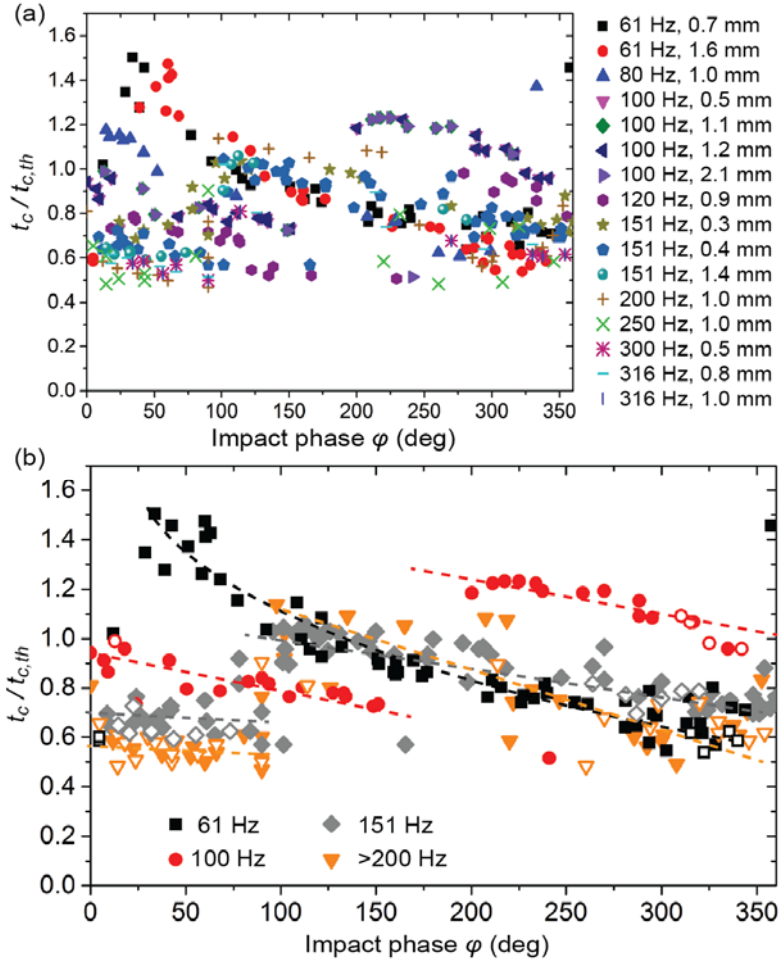 (a)
1.6
1.4
1.2
1.0
0.8
0.6
0.4
0.2
0.0
t_c / t_{c,th}
0 50 100 150 200 250 300 350
Impact phase φ (deg)
61 Hz, 0.7 mm
61 Hz, 1.6 mm
80 Hz, 1.0 mm
100 Hz, 0.5 mm
100 Hz, 1.1 mm
100 Hz, 1.2 mm
100 Hz, 2.1 mm
120 Hz, 0.9 mm
151 Hz, 0.3 mm
151 Hz, 0.4 mm
151 Hz, 1.4 mm
200 Hz, 1.0 mm
250 Hz, 1.0 mm
300 Hz, 0.5 mm
316 Hz, 0.8 mm
316 Hz, 1.0 mm
(b)
1.6
1.4
1.2
1.0
0.8
0.6
0.4
0.2
0.0
t_c / t_{c,th}
61 Hz 151 Hz
100 Hz >200 Hz
0 50 100 150 200 250 300 350
Impact phase φ (deg)